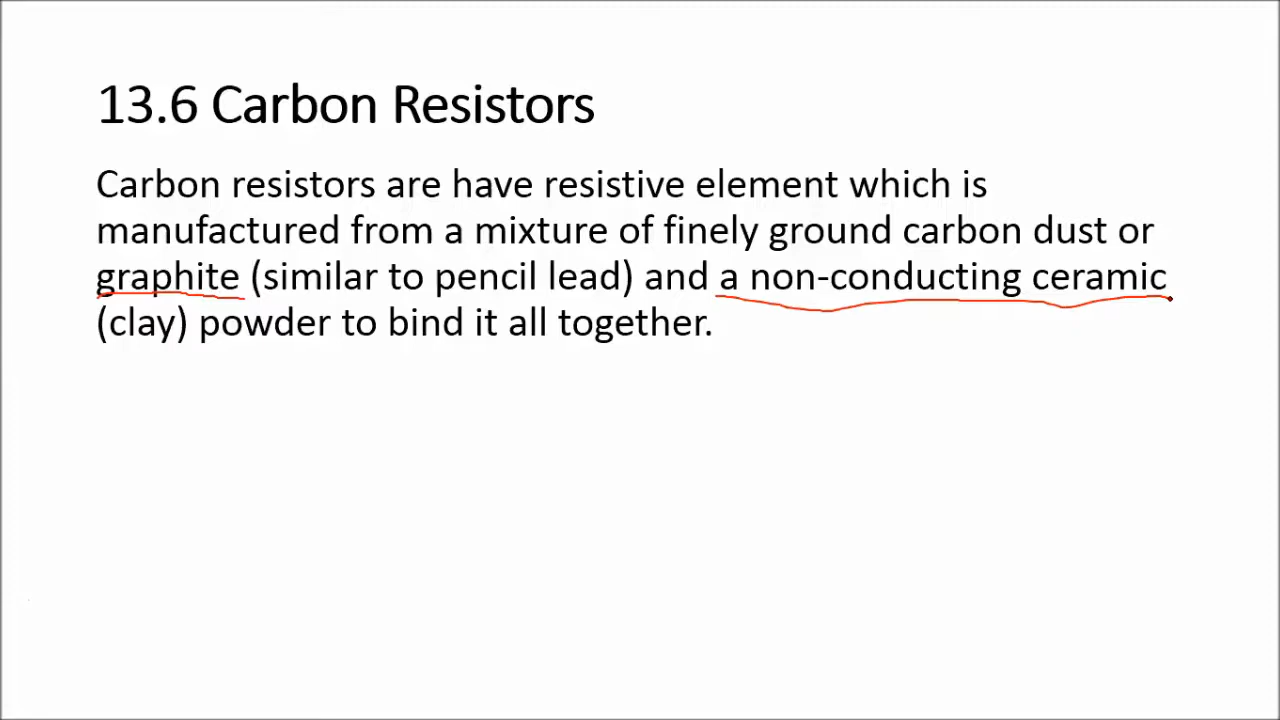 13.6 Carbon Resistors
Carbon resistors are have resistive element which is
manufactured from a mixture of finely ground carbon dust or
graphite (similar to pencil lead) and a non-conducting ceramic
(clay) powder to bind it all together.